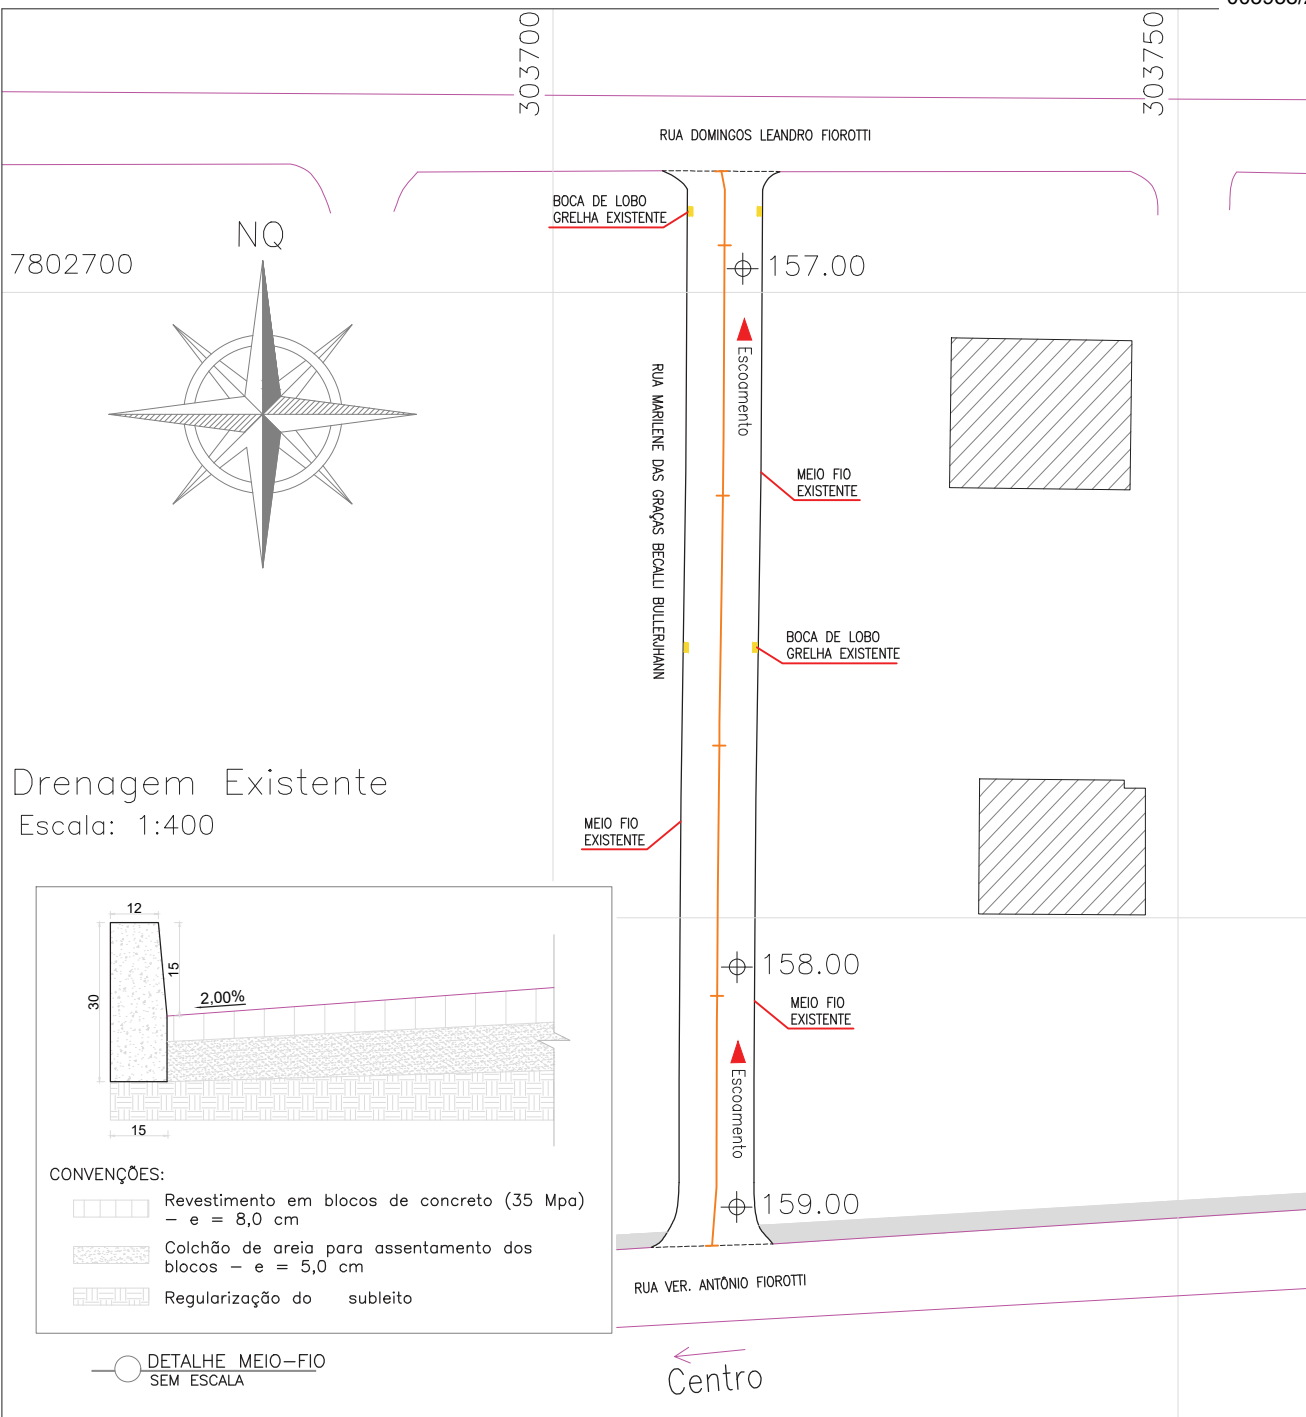 303700
303750
RUA DOMINGOS LEANDRO FIOROTTI
BOCA DE LOBO
GRELHA EXISTENTE
NQ
7802700
157.00
Escoamento
RUA MARILENE DAS GRAÇAS BECALLI BULLERJHANN
MEIO FIO
EXISTENTE
BOCA DE LOBO
GRELHA EXISTENTE
Drenagem Existente
Escala: 1:400
MEIO FIO
EXISTENTE
158.00
MEIO FIO
EXISTENTE
Escoamento
159.00
12
15
30
2,00%
15
CONVENÇÕES:
Revestimento em blocos de concreto (35 Mpa)
– e = 8,0 cm
Colchão de areia para assentamento dos
blocos – e = 5,0 cm
Regularização do subleito
RUA VER. ANTÔNIO FIOROTTI
DETALHE MEIO–FIO
SEM ESCALA
Centro